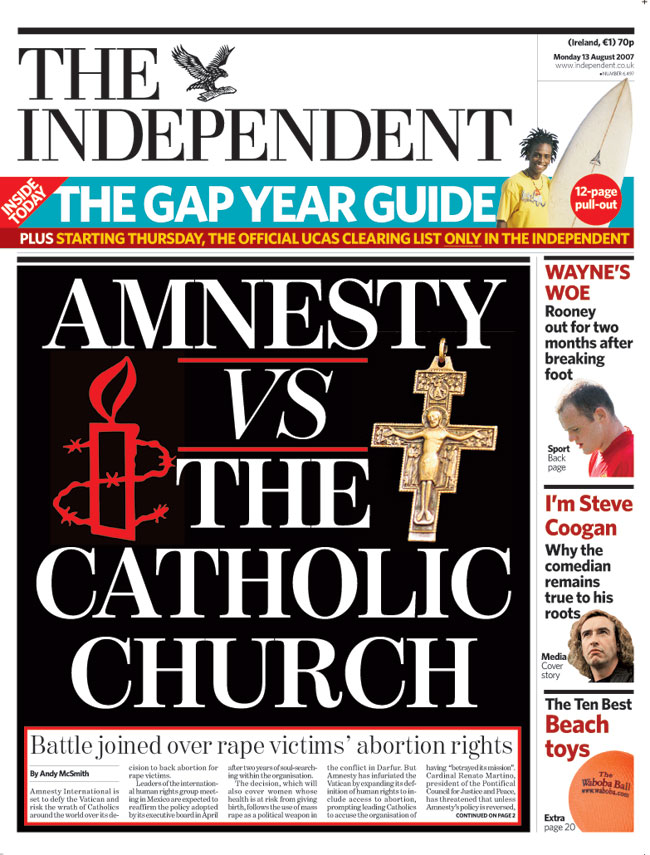 (Ireland, €1) 70p
Monday 13 August 2007
www.independent.co.uk
THE
INDEPENDENT
INSIDE
TODAY
THE GAP YEAR GUIDE
12-page
pull-out
PLUS STARTING THURSDAY, THE OFFICIAL UCAS CLEARING LIST ONLY IN THE INDEPENDENT
AMNESTY
VS
THE
CATHOLIC
CHURCH
Battle joined over rape victims’ abortion rights
By Andy McSmith
Amnesty International is
set to defy the Vatican and
risk the wrath of Catholics
around the world over its de-
cision to back abortion for
rape victims.
Leaders of the internation-
al human rights group meet-
ing in Mexico are expected to
reaffirm the policy adopted
by its executive board in April
after two years of soul-search-
ing within the organisation.
The decision, which will
also cover women whose
health is at risk from giving
birth, follows the use of mass
rape as a political weapon in
the conflict in Darfur. But
Amnesty has infuriated the
Vatican by expanding its defi-
nition of human rights to in-
clude access to abortion,
prompting leading Catholics
to accuse the organisation of
having “betrayed its mission”.
Cardinal Renato Martino,
president of the Pontifical
Council for Justice and Peace,
has threatened that unless
Amnesty’s policy is reversed,
CONTINUED ON PAGE 2
WAYNE’S
WOE
Rooney
out for two
months after
breaking
foot
Sport
Back
page
I’m Steve
Coogan
Why the
comedian
remains
true to his
roots
Media
Cover
story
The Ten Best
Beach
toys
The
Waboba Ball
www.waboba.com
Extra
page 20